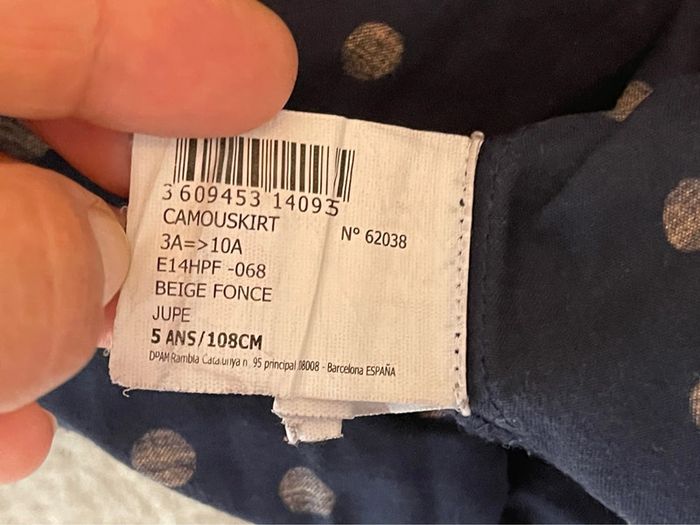 3 609453 14093
CAMOUSKIRT
N° 62038
3A=>10A
E14HPF -068
BEIGE FONCE
JUPE
5 ANS/108CM
DPAM Rambla Catalunya n 95 principal 08008 - Barcelona ESPAÑA